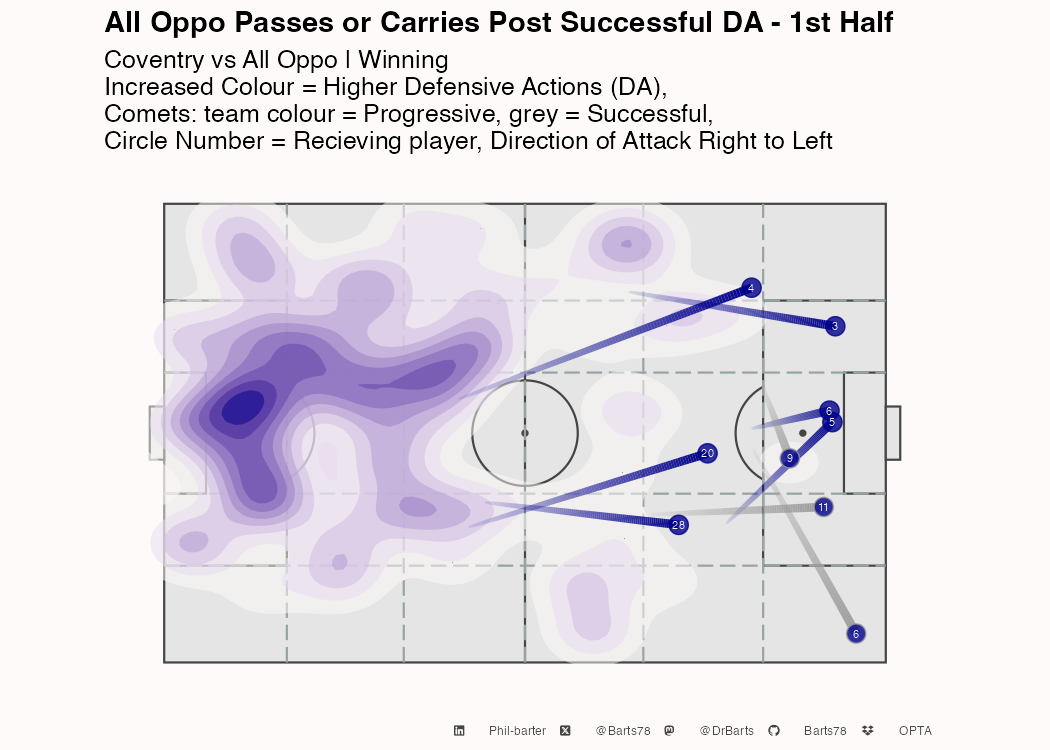 All Oppo Passes or Carries Post Successful DA - 1st Half
Coventry vs All Oppo | Winning
Increased Colour = Higher Defensive Actions (DA),
Comets: team colour = Progressive, grey = Successful,
Circle Number = Recieving player, Direction of Attack Right to Left
4
3
6
5
20
9
11
28
6
Phil-barter @Barts78 @DrBarts Barts78 OPTA